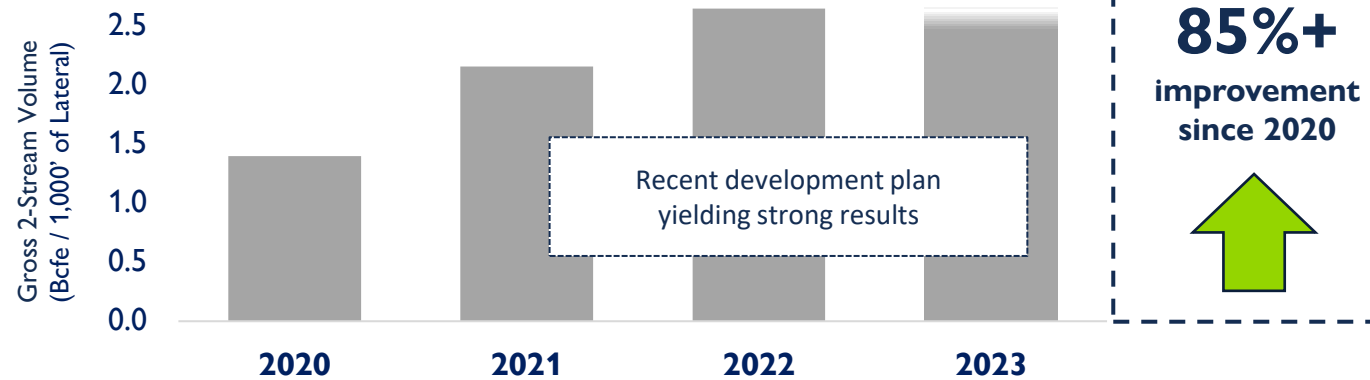 Gross 2-Stream Volume
(Bcfe / 1,000’ of Lateral)
2.5
2.0
1.5
1.0
0.5
0.0
Recent development plan
yielding strong results
2020
2021
2022
2023
85%+
improvement
since 2020